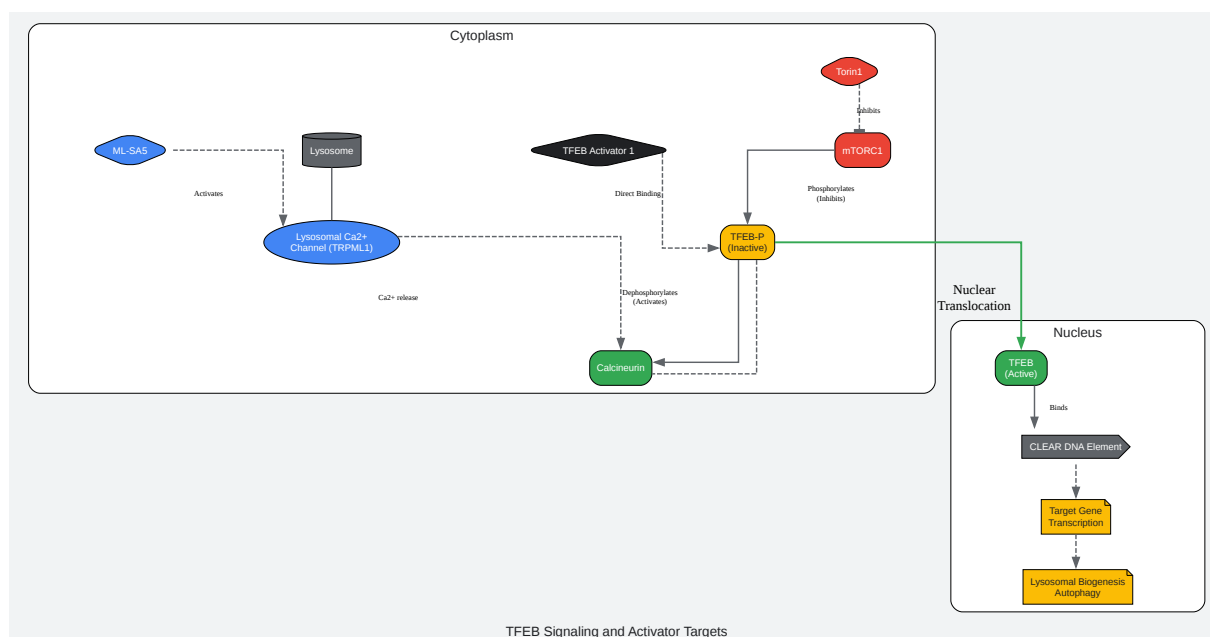 Cytoplasm
Torin1
Inhibits
ML-SA5
Lysosome
TFEB Activator 1
mTORC1
Activates
Direct Binding
Phosphorylates
(Inhibits)
Lysosomal Ca2+
Channel (TRPML1)
TFEB-P
(Inactive)
Ca2+ release
Dephosphorylates
(Activates)
Nuclear
Translocation
Calcineurin
Nucleus
TFEB
(Active)
Binds
CLEAR DNA Element
Target Gene
Transcription
Lysosomal Biogenesis
Autophagy
TFEB Signaling and Activator Targets